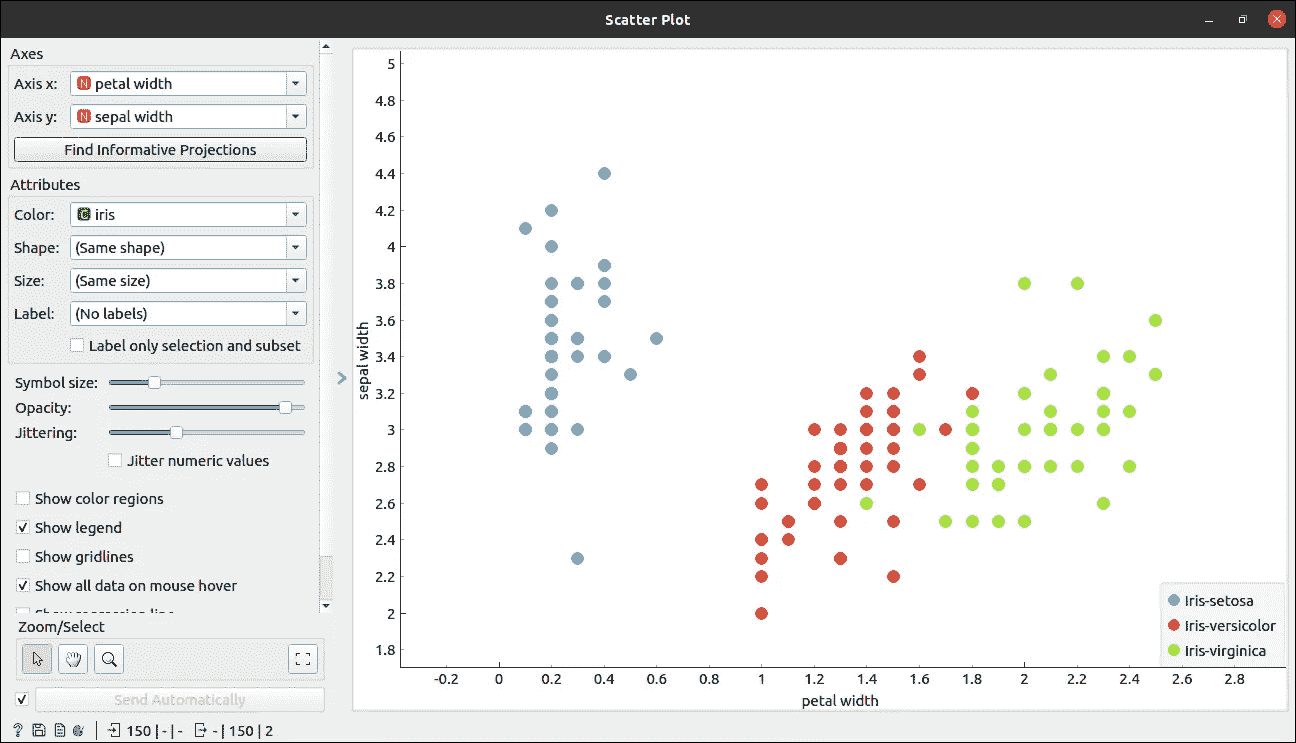 Scatter Plot
Axes
Axis x: N petal width
Axis y: N sepal width
Find Informative Projections
Attributes
Color: C iris
Shape: (Same shape)
Size: (Same size)
Label: (No labels)
Label only selection and subset
Symbol size:
Opacity:
Jittering:
Jitter numeric values
Show color regions
Show legend
Show gridlines
Show all data on mouse hover
Zoom/Select
Send Automatically
? 150 | - | - - | 150 | 2
5
4.8
4.6
4.4
4.2
4
3.8
3.6
3.4
3.2
3
2.8
2.6
2.4
2.2
2
1.8
sepal width
-0.2 0 0.2 0.4 0.6 0.8 1 1.2 1.4 1.6 1.8 2 2.2 2.4 2.6 2.8
petal width
Iris-setosa
Iris-versicolor
Iris-virginica